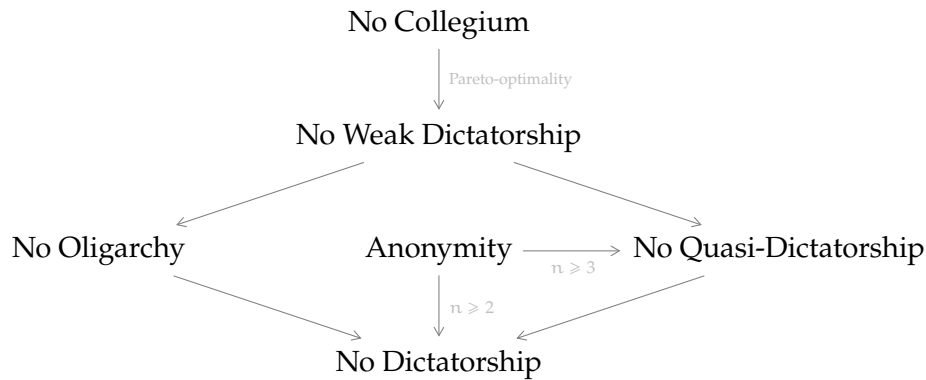 No Collegium
Pareto-optimality
No Weak Dictatorship
No Oligarchy
Anonymity
No Quasi-Dictatorship
n ⩾ 3
n ⩾ 2
No Dictatorship